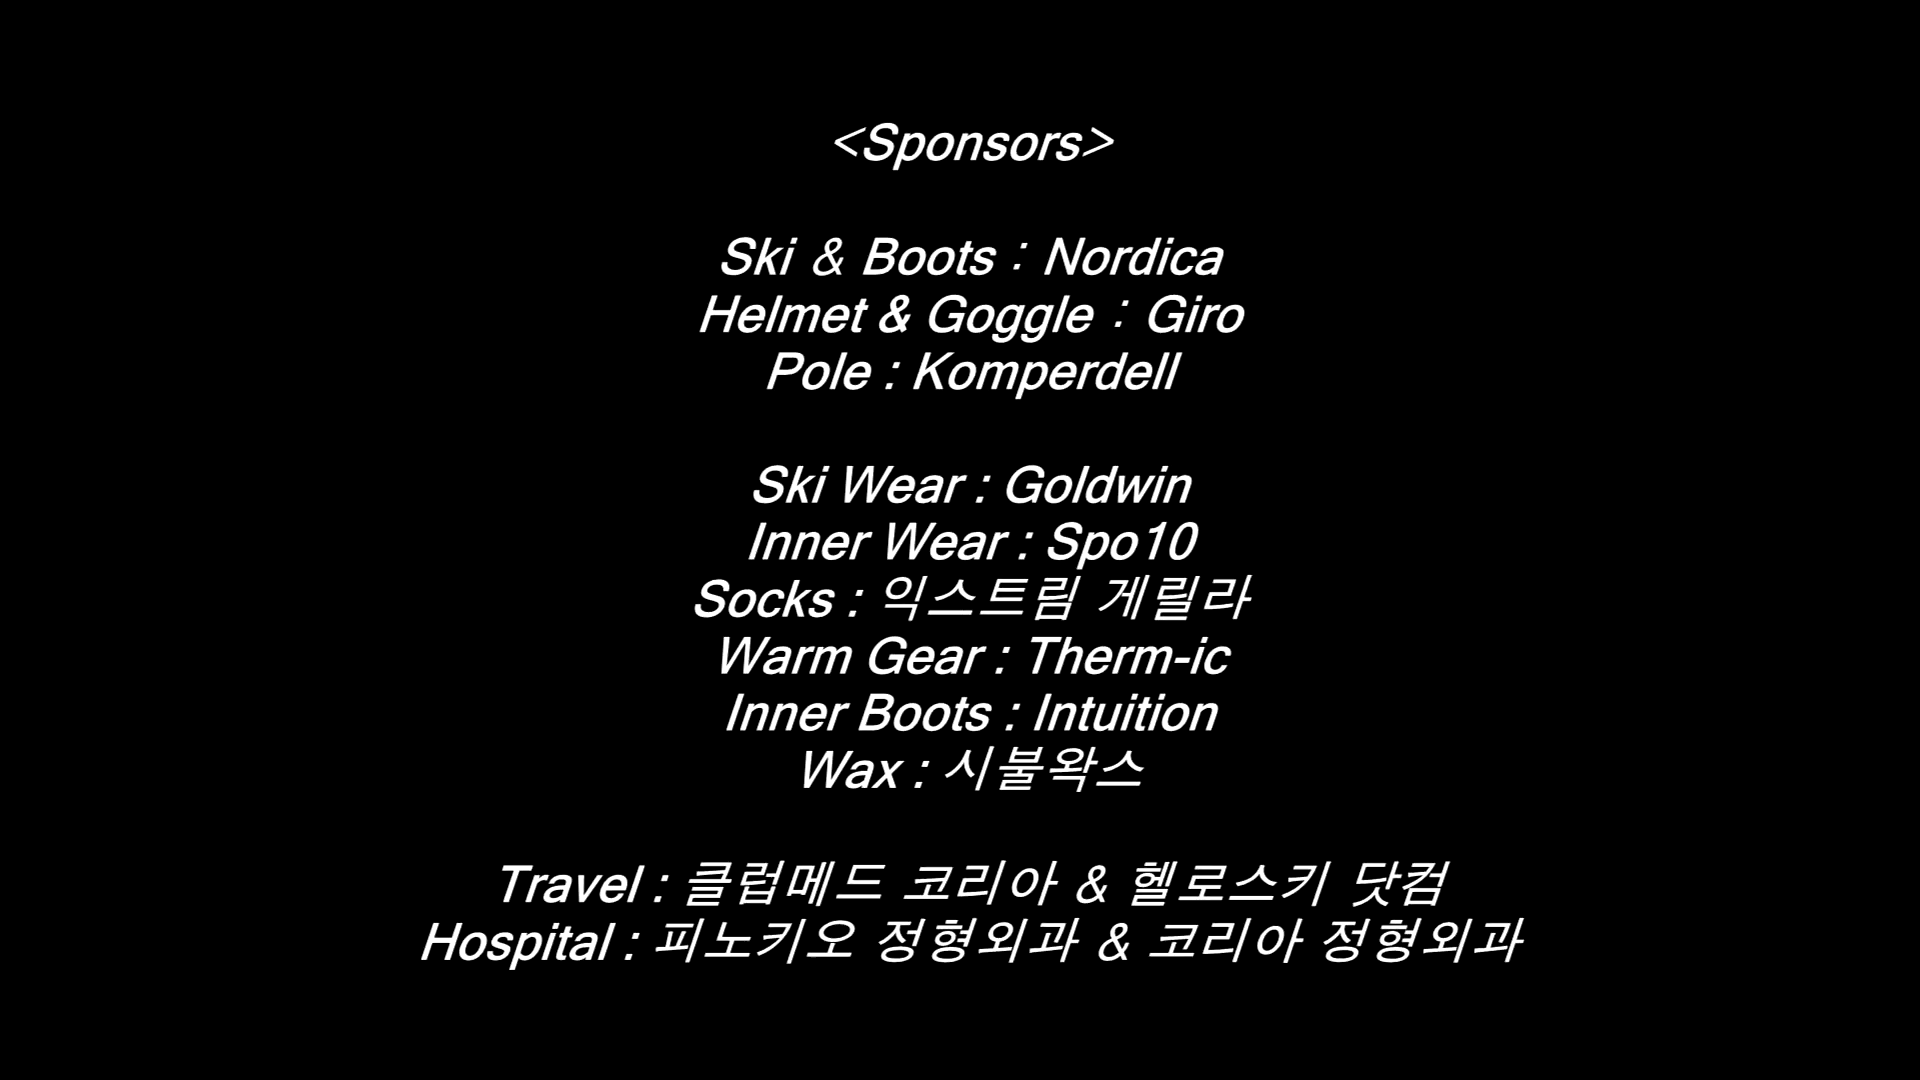 <Sponsors>
Ski & Boots : Nordica
Helmet & Goggle : Giro
Pole : Komperdell
Ski Wear : Goldwin
Inner Wear : Spo10
Socks : 익스트림 게릴라
Warm Gear : Therm-ic
Inner Boots : Intuition
Wax : 시불왁스
Travel : 클럽메드 코리아 & 헬로스키 닷컴
Hospital : 피노키오 정형외과 & 코리아 정형외과